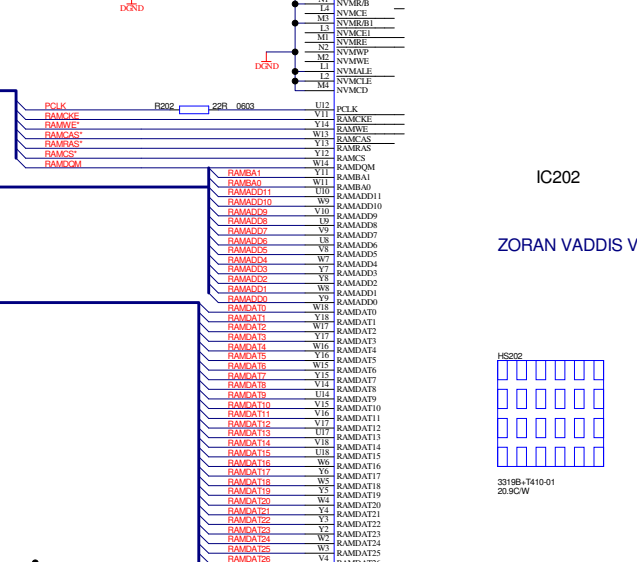 NVMR/B
DGND L4 NVMCE
M3 NVMR/B1
L3 NVMCE1
M1 NVMRE
N2 NVMWP
DGND M2 NVMWE
L1 NVMALE
L2 NVMCLE
M4 NVMCD
PCLK R202 22R 0603 U12 PCLK
RAMCKE V11 RAMCKE
RAMWE* Y14 RAMWE
RAMCAS* W13 RAMCAS
RAMRAS* Y13 RAMRAS
RAMCS* Y12 RAMCS
RAMDQM W14 RAMDQM
RAMBA1 Y11 RAMBA1
IC202
RAMBA0 W11 RAMBA0
RAMADD11 U10 RAMADD11
RAMADD10 W9 RAMADD10
RAMADD9 V10 RAMADD9
RAMADD8 U9 RAMADD8
RAMADD7 V9 RAMADD7
RAMADD6 U8 RAMADD6
ZORAN VADDIS V
RAMADD5 V8 RAMADD5
RAMADD4 W7 RAMADD4
RAMADD3 Y7 RAMADD3
RAMADD2 Y8 RAMADD2
RAMADD1 W8 RAMADD1
RAMADD0 Y9 RAMADD0
RAMDAT0 W18 RAMDAT0
RAMDAT1 Y18 RAMDAT1
RAMDAT2 W17 RAMDAT2
RAMDAT3 Y17 RAMDAT3
RAMDAT4 W16 RAMDAT4
RAMDAT5 Y16 RAMDAT5
HS202
RAMDAT6 W15 RAMDAT6
RAMDAT7 Y15 RAMDAT7
RAMDAT8 V14 RAMDAT8
RAMDAT9 U14 RAMDAT9
RAMDAT10 V15 RAMDAT10
RAMDAT11 V16 RAMDAT11
RAMDAT12 V17 RAMDAT12
RAMDAT13 U17 RAMDAT13
RAMDAT14 V18 RAMDAT14
RAMDAT15 U18 RAMDAT15
RAMDAT16 W6 RAMDAT16
RAMDAT17 Y6 RAMDAT17
RAMDAT18 W5 RAMDAT18
3319B+T410-01
20.9C/W
RAMDAT19 Y5 RAMDAT19
RAMDAT20 W4 RAMDAT20
RAMDAT21 Y4 RAMDAT21
RAMDAT22 Y3 RAMDAT22
RAMDAT23 Y2 RAMDAT23
RAMDAT24 W2 RAMDAT24
RAMDAT25 W3 RAMDAT25
RAMDAT26 V4